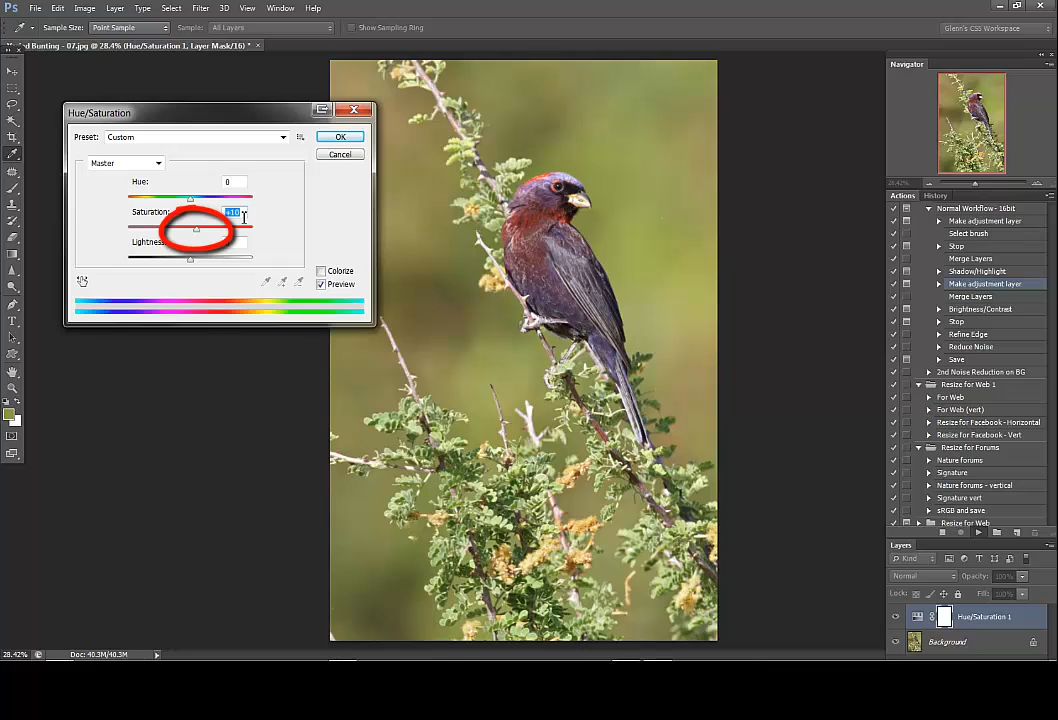 Ps File Edit Image Layer Type Select Filter 3D View Window Help
Sample Size: Point Sample Sample: All Layers Show Sampling Ring Glenn's CS5 Workspace
d Bunting - 07.jpg @ 28.4% (Hue/Saturation 1, Layer Mask/16) * ×
Hue/Saturation
Preset: Custom OK
Cancel
Master
Hue: 0
Saturation: +10
Lightness
Colorize
Preview
Navigator
28.42%
Actions History
Normal Workflow - 16bit
Make adjustment layer
Select brush
Stop
Merge Layers
Shadow/Highlight
Make adjustment layer
Merge Layers
Brightness/Contrast
Stop
Refine Edge
Reduce Noise
Save
2nd Noise Reduction on BG
Resize for Web 1
For Web
For Web (vert)
Resize for Facebook - Horizontal
Resize for Facebook - Vert
Resize for Forums
Nature forums
Signature
Nature forums - vertical
Signature vert
sRGB and save
Resize for Web
Layers
Kind
Normal Opacity: 100%
Lock: Fill: 100%
Hue/Saturation 1
Background
28.42% Doc: 40.3M/40.3M